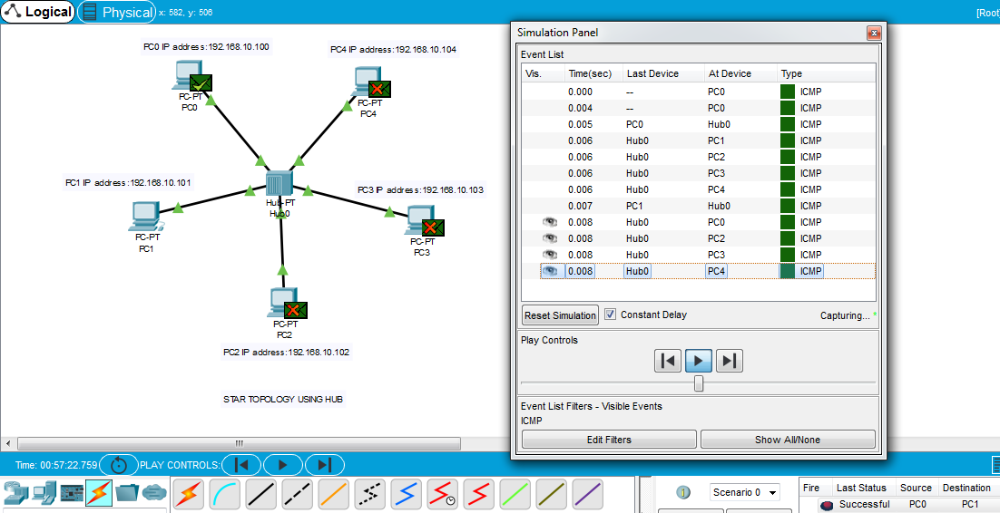 Logical
Physical
x: 582, y: 506
[Root]
PC0 IP address:192.168.10.100
PC4 IP address:192.168.10.104
PC-PT
PC0
PC-PT
PC4
PC1 IP address:192.168.10.101
PC3 IP address:192.168.10.103
Hub-PT
Hub0
PC-PT
PC1
PC-PT
PC3
PC-PT
PC2
PC2 IP address:192.168.10.102
STAR TOPOLOGY USING HUB
Simulation Panel
Event List
Vis. Time(sec) Last Device At Device Type
0.000 -- PC0 ICMP
0.004 -- PC0 ICMP
0.005 PC0 Hub0 ICMP
0.006 Hub0 PC1 ICMP
0.006 Hub0 PC2 ICMP
0.006 Hub0 PC3 ICMP
0.006 Hub0 PC4 ICMP
0.007 PC1 Hub0 ICMP
0.008 Hub0 PC0 ICMP
0.008 Hub0 PC2 ICMP
0.008 Hub0 PC3 ICMP
0.008 Hub0 PC4 ICMP
Reset Simulation
Constant Delay
Capturing... *
Play Controls
Event List Filters - Visible Events
ICMP
Edit Filters
Show All/None
Time: 00:57:22.759
PLAY CONTROLS:
Scenario 0
Fire Last Status Source Destination
Successful PC0 PC1